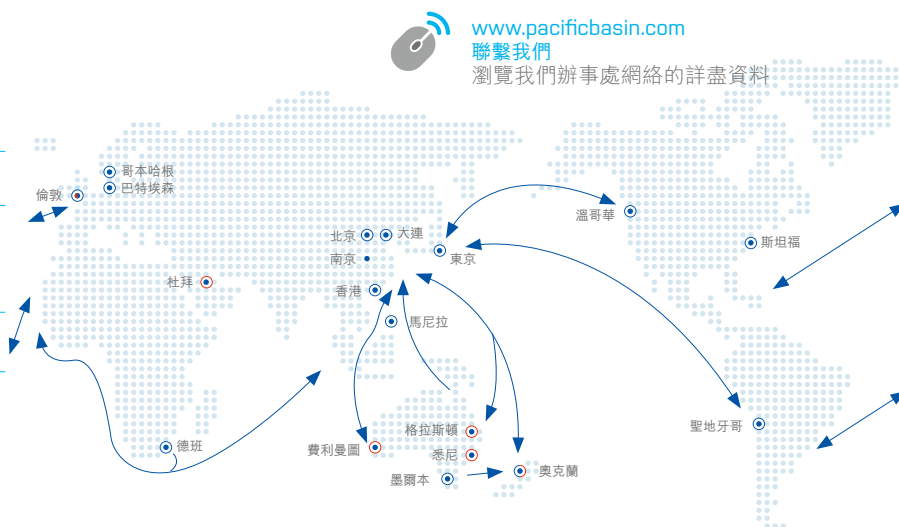 www.pacificbasin.com
聯繫我們
瀏覽我們辦事處網絡的詳盡資料
哥本哈根
巴特埃森
倫敦
溫哥華
北京
大連
斯坦福
南京
東京
杜拜
香港
馬尼拉
聖地牙哥
格拉斯頓
德班
費利曼圖
悉尼
奧克蘭
墨爾本